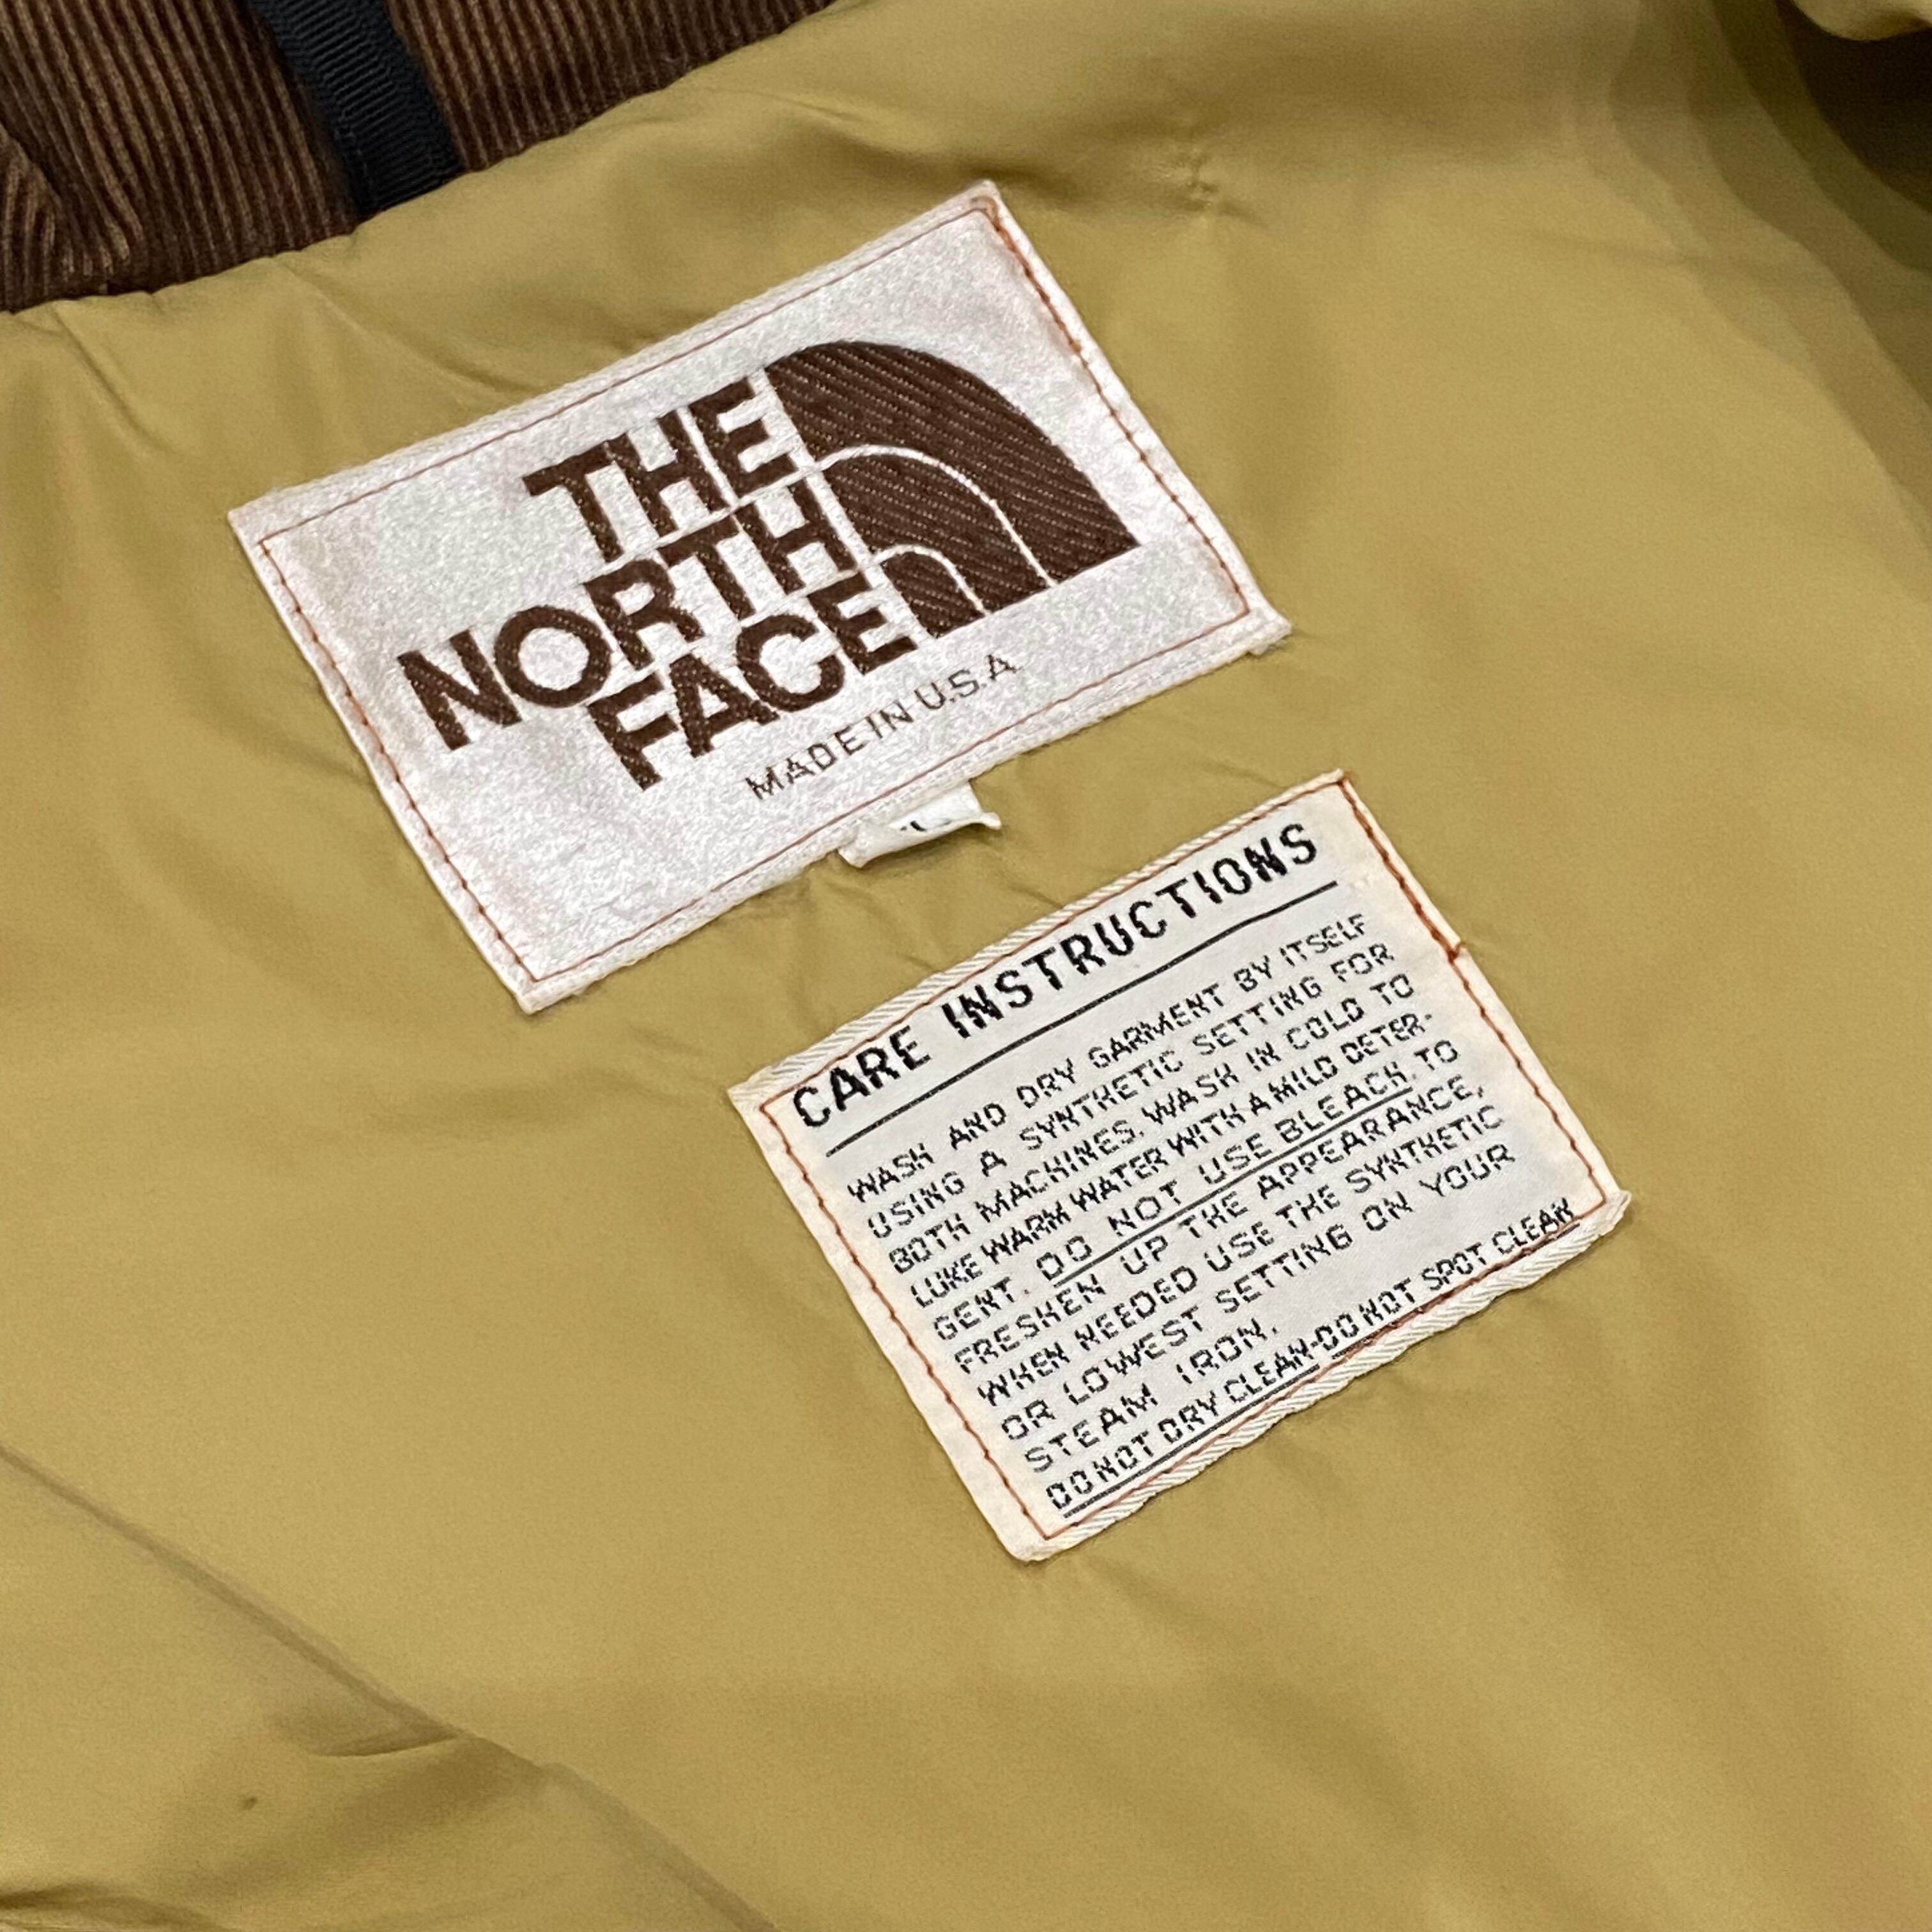 THE
NORTH
FACE
MADE IN U.S.A.
CARE INSTRUCTIONS
WASH AND DRY GARMENT BY ITSELF
USING A SYNTHETIC SETTING FOR
BOTH MACHINES. WASH IN COLD TO
LUKE WARM WATER WITH A MILD DETER-
GENT. DO NOT USE BLEACH. TO
FRESHEN UP THE APPEARANCE,
WHEN NEEDED USE THE SYNTHETIC
OR LOWEST SETTING ON YOUR
STEAM IRON.
DO NOT DRY CLEAN-DO NOT SPOT CLEAN